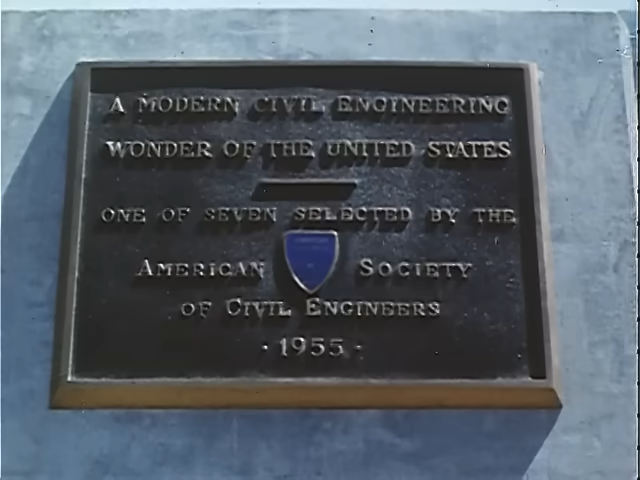 A MODERN CIVIL ENGINEERING
WONDER OF THE UNITED STATES
ONE OF SEVEN SELECTED BY THE
AMERICAN SOCIETY
OF CIVIL ENGINEERS
· 1955 ·